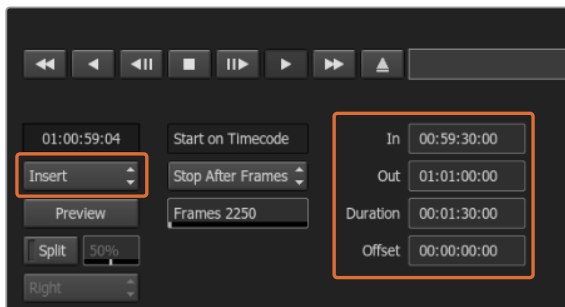 01:00:59:04 Start on Timecode In 00:59:30:00
Insert Stop After Frames Out 01:01:00:00
Preview Frames 2250 Duration 00:01:30:00
Split 50% Offset 00:00:00:00
Right